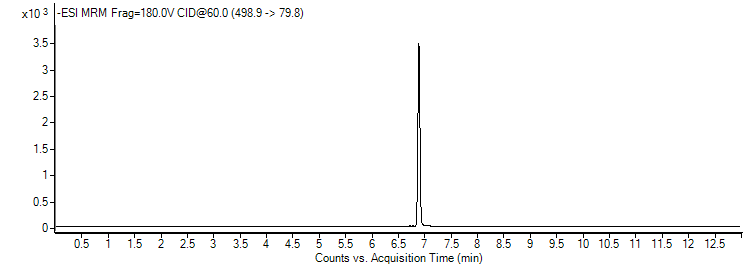 x10 3 -ESI MRM Frag=180.0V CID@60.0 (498.9 -> 79.8)
3.5
3
2.5
2
1.5
1
0.5
0
0.5 1 1.5 2 2.5 3 3.5 4 4.5 5 5.5 6 6.5 7 7.5 8 8.5 9 9.5 10 10.5 11 11.5 12 12.5
Counts vs. Acquisition Time (min)